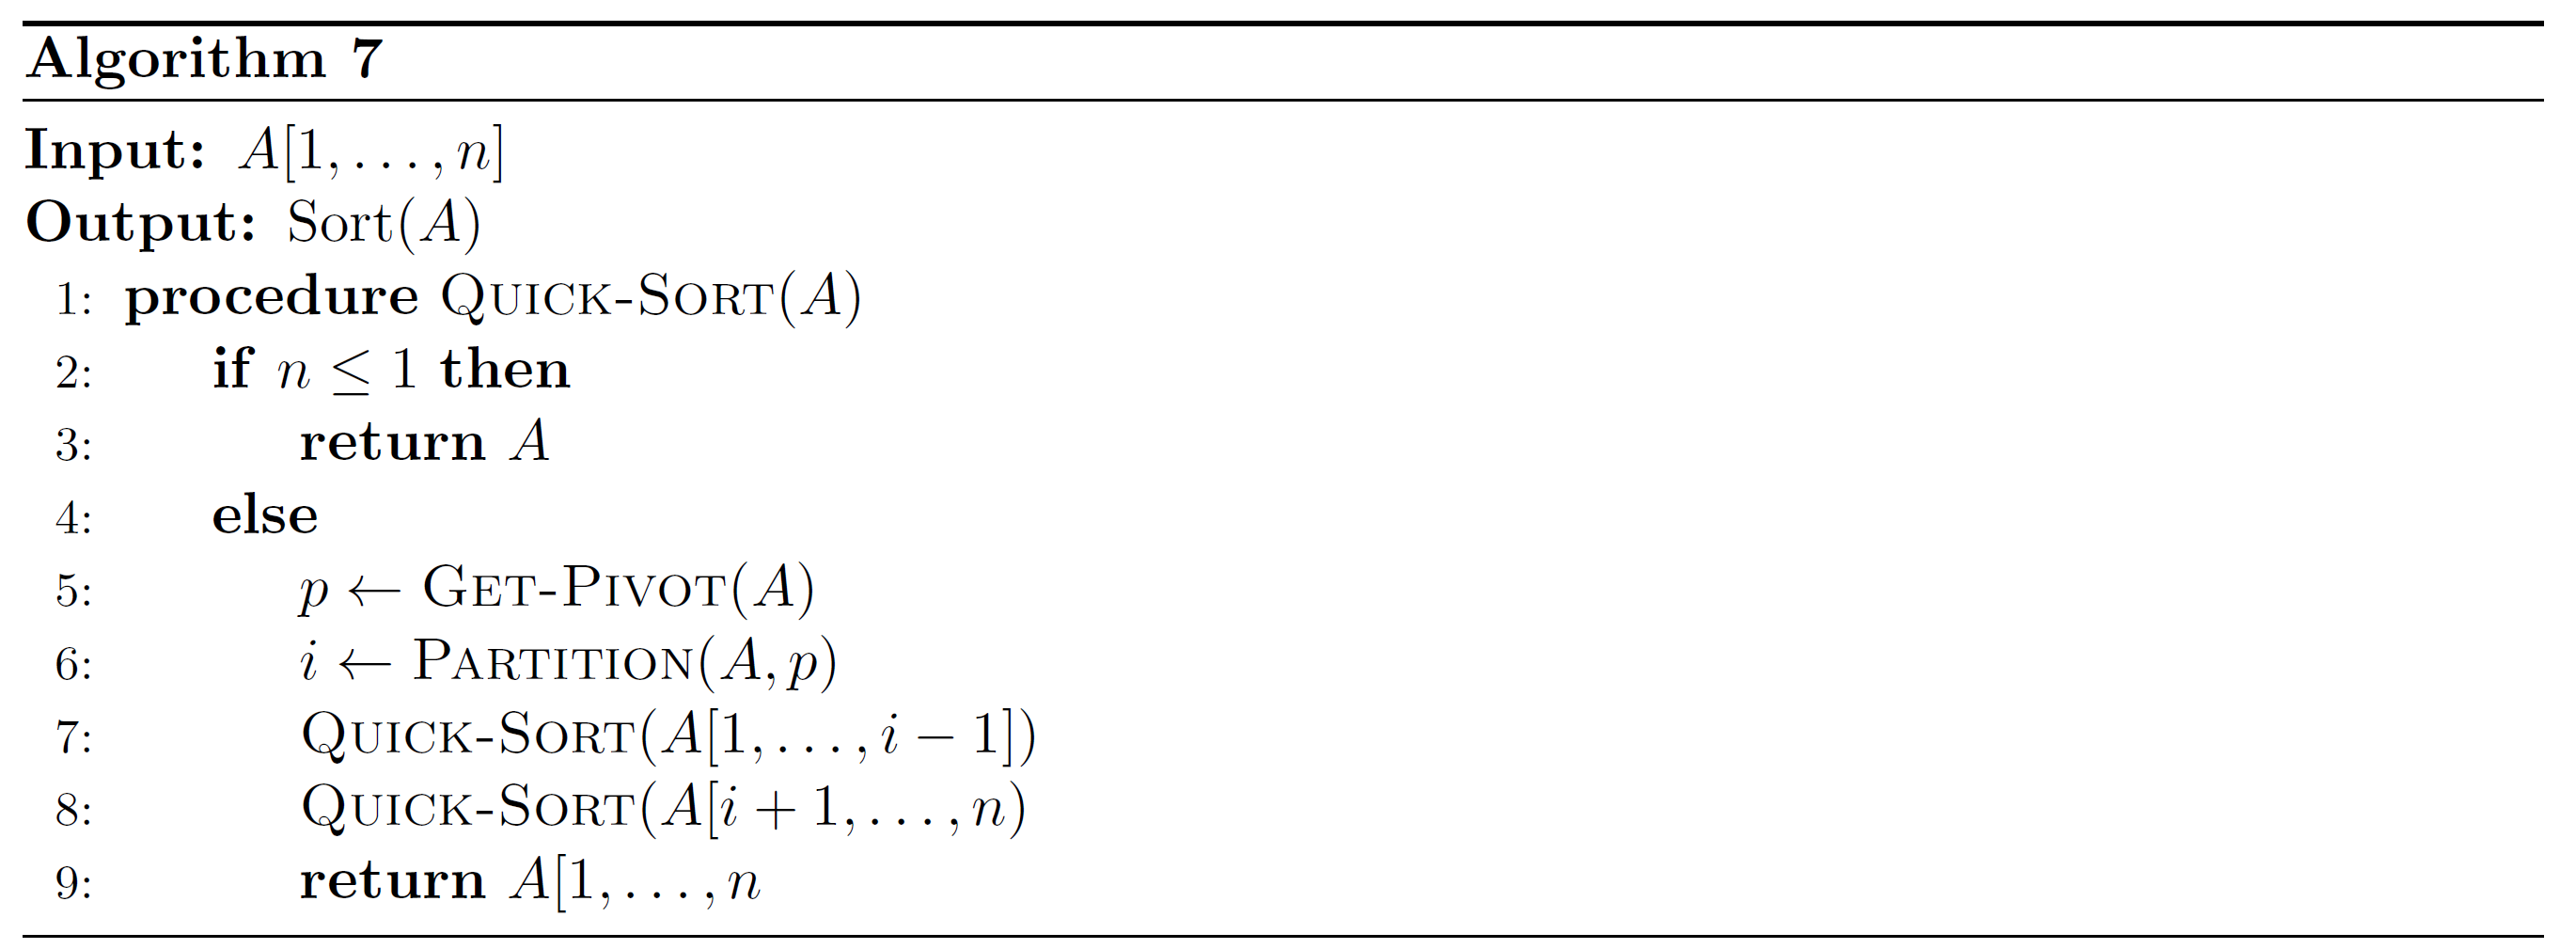 Algorithm 7
Input: A[1, . . . , n]
Output: Sort(A)
1: procedure Quick-Sort(A)
2: if n ≤ 1 then
3: return A
4: else
5: p ← Get-Pivot(A)
6: i ← Partition(A, p)
7: Quick-Sort(A[1, . . . , i − 1])
8: Quick-Sort(A[i + 1, . . . , n)
9: return A[1, . . . , n